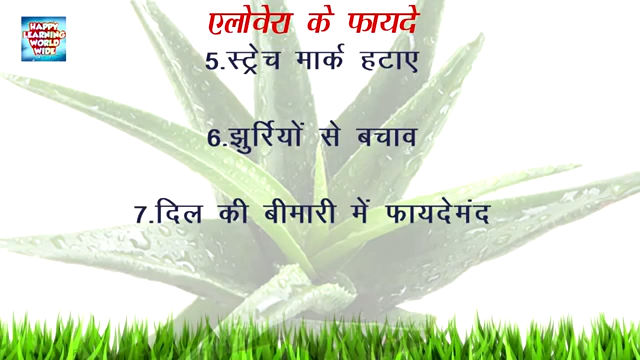 HAPPY
LEARNING
WORLD
WIDE
एलोवेरा के फायदे
5.स्ट्रेच मार्क हटाए
6.झुर्रियों से बचाव
7.दिल की बीमारी में फायदेमंद